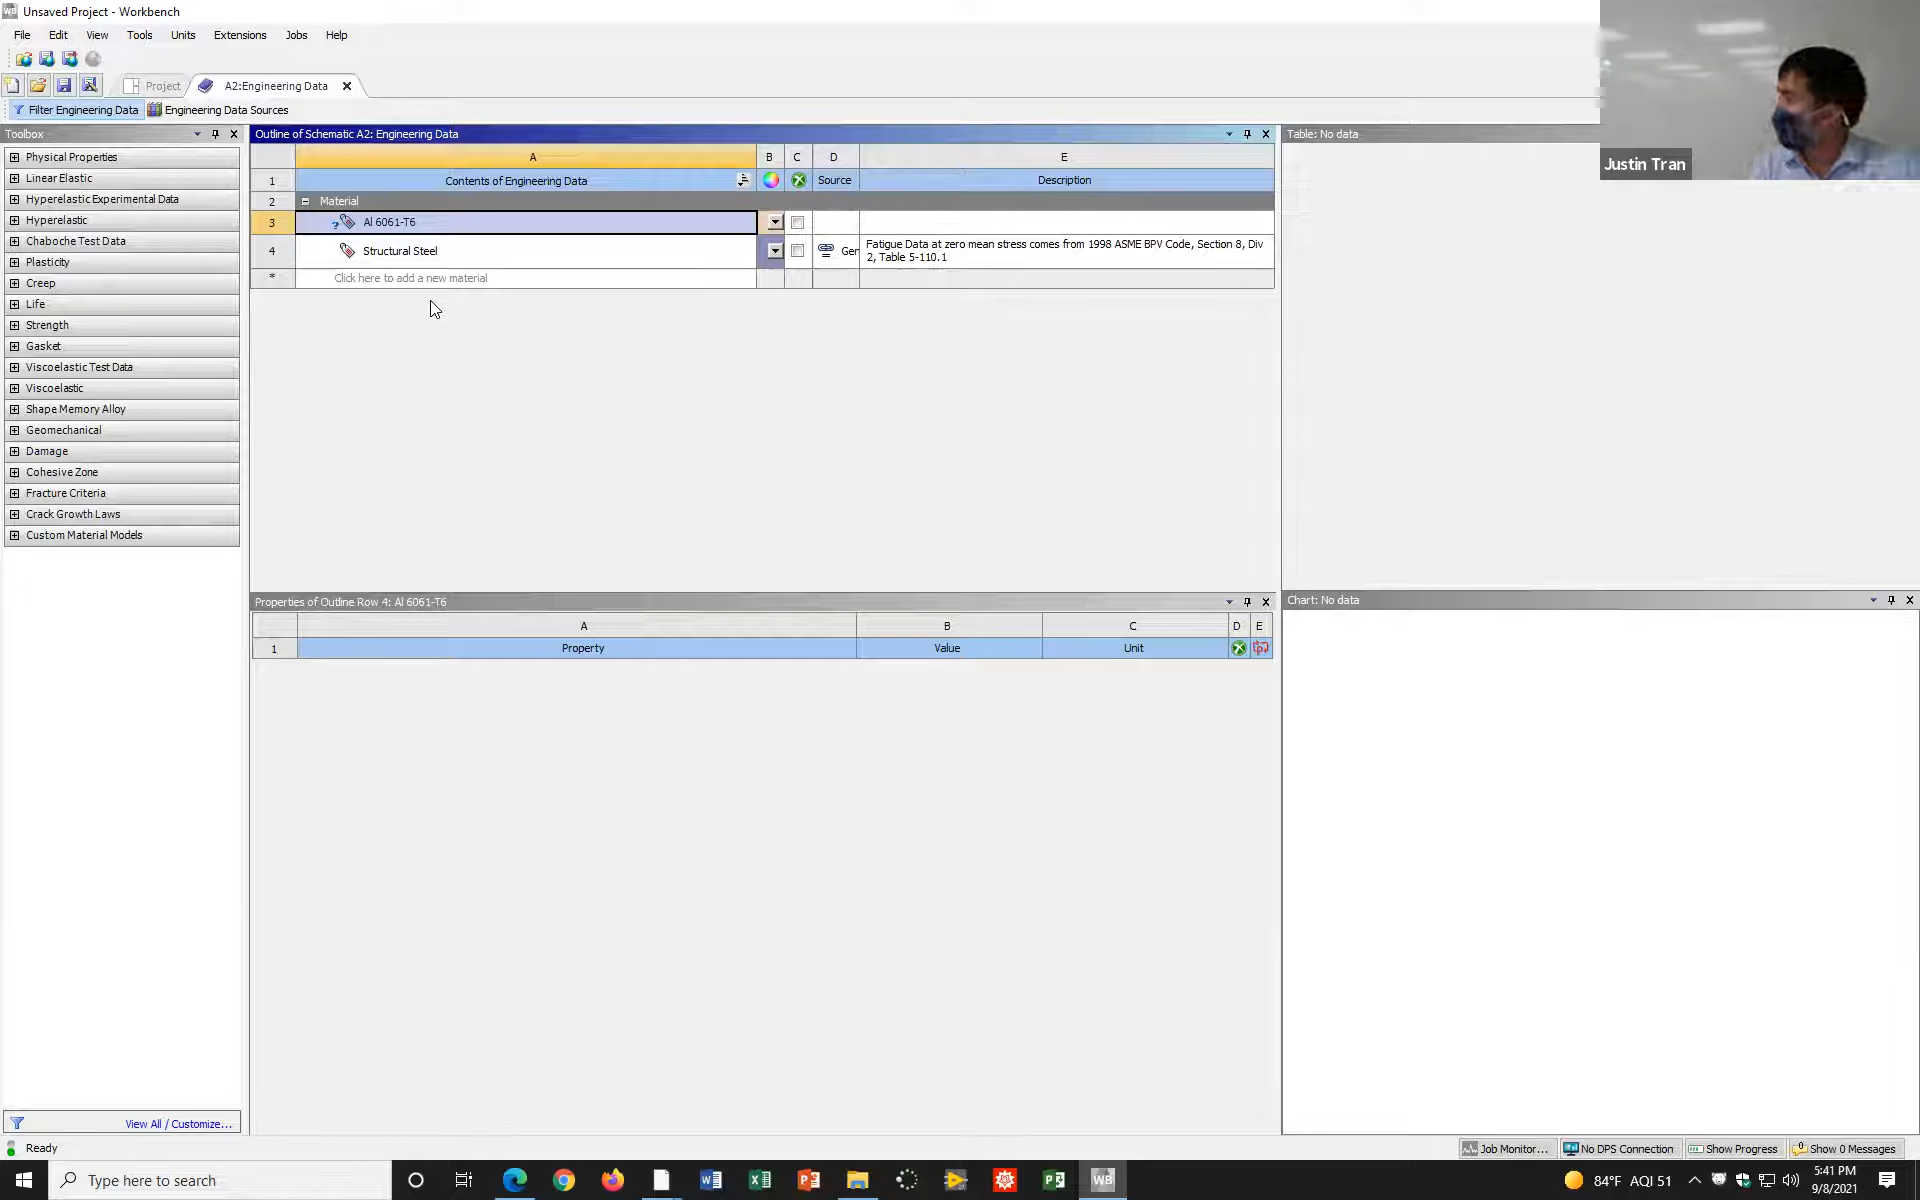 Unsaved Project - Workbench
File Edit View Tools Units Extensions Jobs Help
Project A2:Engineering Data
Filter Engineering Data Engineering Data Sources
Toolbox
Physical Properties
Linear Elastic
Hyperelastic Experimental Data
Hyperelastic
Chaboche Test Data
Plasticity
Creep
Life
Strength
Gasket
Viscoelastic Test Data
Viscoelastic
Shape Memory Alloy
Geomechanical
Damage
Cohesive Zone
Fracture Criteria
Crack Growth Laws
Custom Material Models
View All / Customize...
Outline of Schematic A2: Engineering Data
A B C D E
1 Contents of Engineering Data Source Description
2 Material
3 Al 6061-T6
4 Structural Steel Ger Fatigue Data at zero mean stress comes from 1998 ASME BPV Code, Section 8, Div
2, Table 5-110.1
* Click here to add a new material
Properties of Outline Row 4: Al 6061-T6
A B C D E
1 Property Value Unit
Table: No data
Justin Tran
Chart: No data
Ready
Job Monitor... No DPS Connection Show Progress Show 0 Messages
Type here to search
84°F AQI 51
5:41 PM
9/8/2021